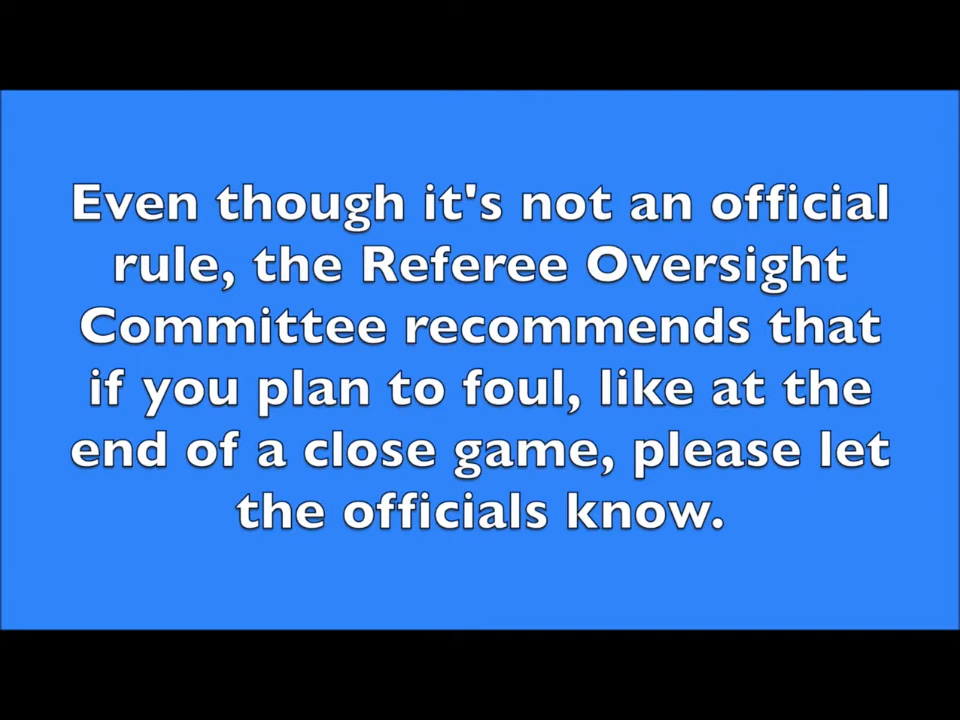 Even though it's not an official
rule, the Referee Oversight
Committee recommends that
if you plan to foul, like at the
end of a close game, please let
the officials know.